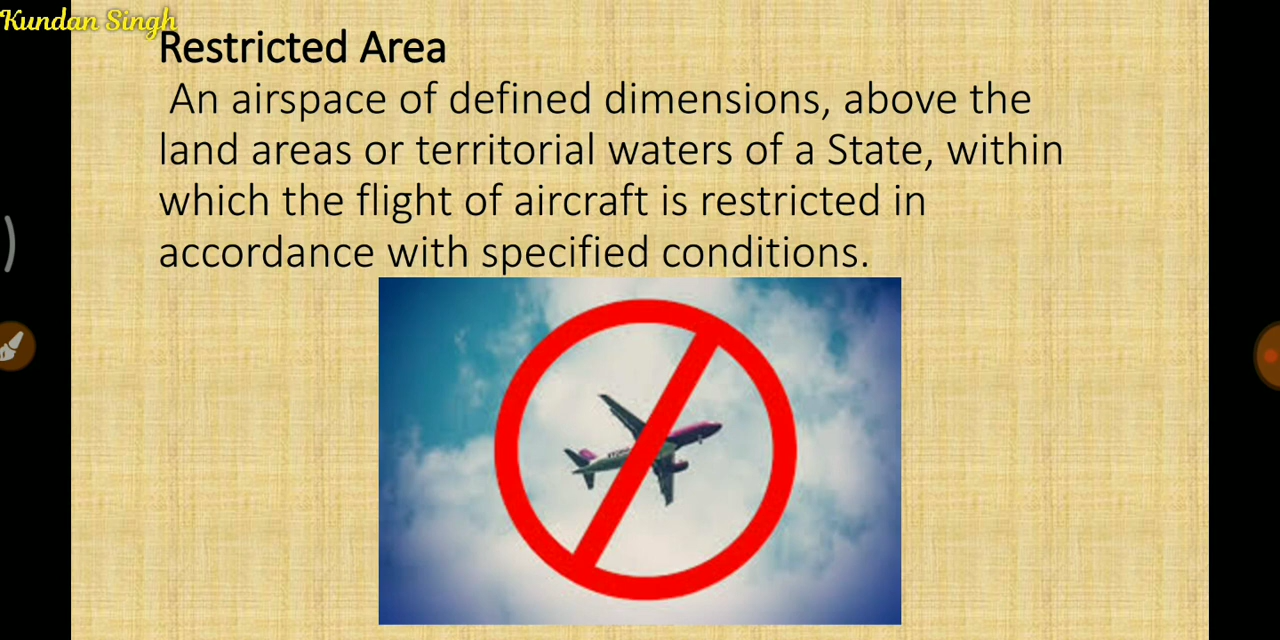 Kundan Singh
Restricted Area
An airspace of defined dimensions, above the
land areas or territorial waters of a State, within
which the flight of aircraft is restricted in
accordance with specified conditions.